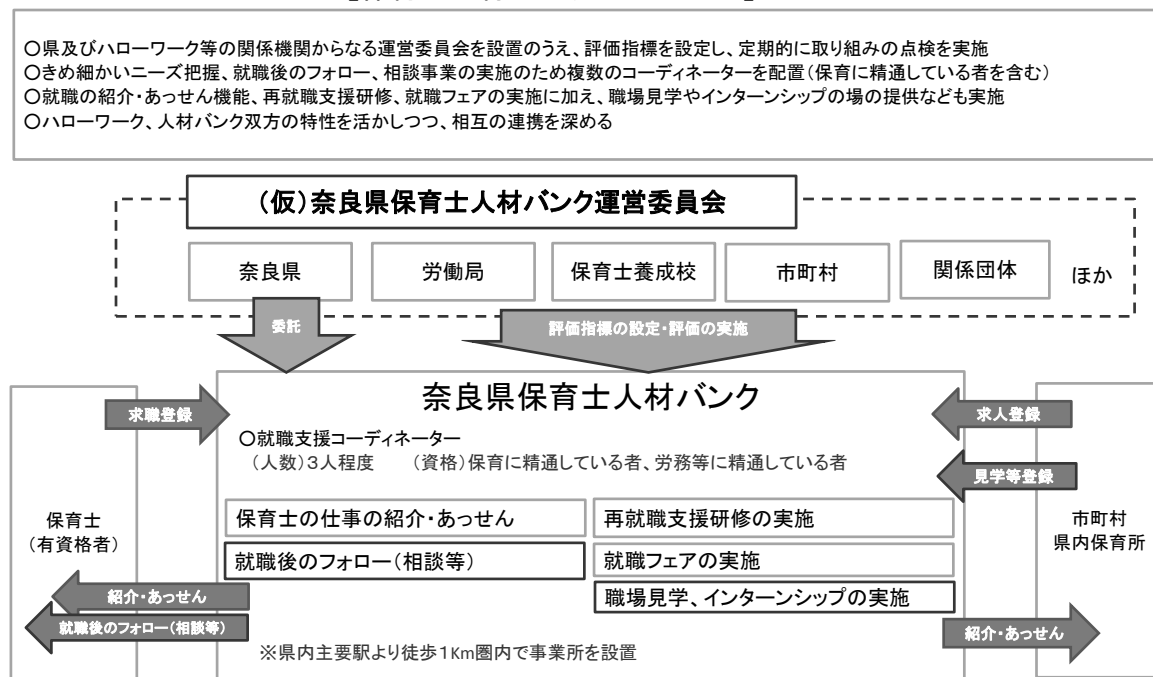 〇県及びハローワーク等の関係機関からなる運営委員会を設置のうえ、評価指標を設定し、定期的に取り組みの点検を実施
〇きめ細かいニーズ把握、就職後のフォロー、相談事業の実施のため複数のコーディネーターを配置(保育に精通している者を含む)
〇就職の紹介・あっせん機能、再就職支援研修、就職フェアの実施に加え、職場見学やインターンシップの場の提供なども実施
〇ハローワーク、人材バンク双方の特性を活かしつつ、相互の連携を深める
(仮)奈良県保育士人材バンク運営委員会
奈良県
労働局
保育士養成校
市町村
関係団体
ほか
委託
評価指標の設定・評価の実施
奈良県保育士人材バンク
求職登録
求人登録
〇就職支援コーディネーター
(人数)3人程度 (資格)保育に精通している者、労務等に精通している者
見学等登録
保育士の仕事の紹介・あっせん
再就職支援研修の実施
保育士
(有資格者)
市町村
県内保育所
就職後のフォロー(相談等)
就職フェアの実施
職場見学、インターンシップの実施
紹介・あっせん
就職後のフォロー(相談等)
紹介・あっせん
※県内主要駅より徒歩1Km圏内で事業所を設置